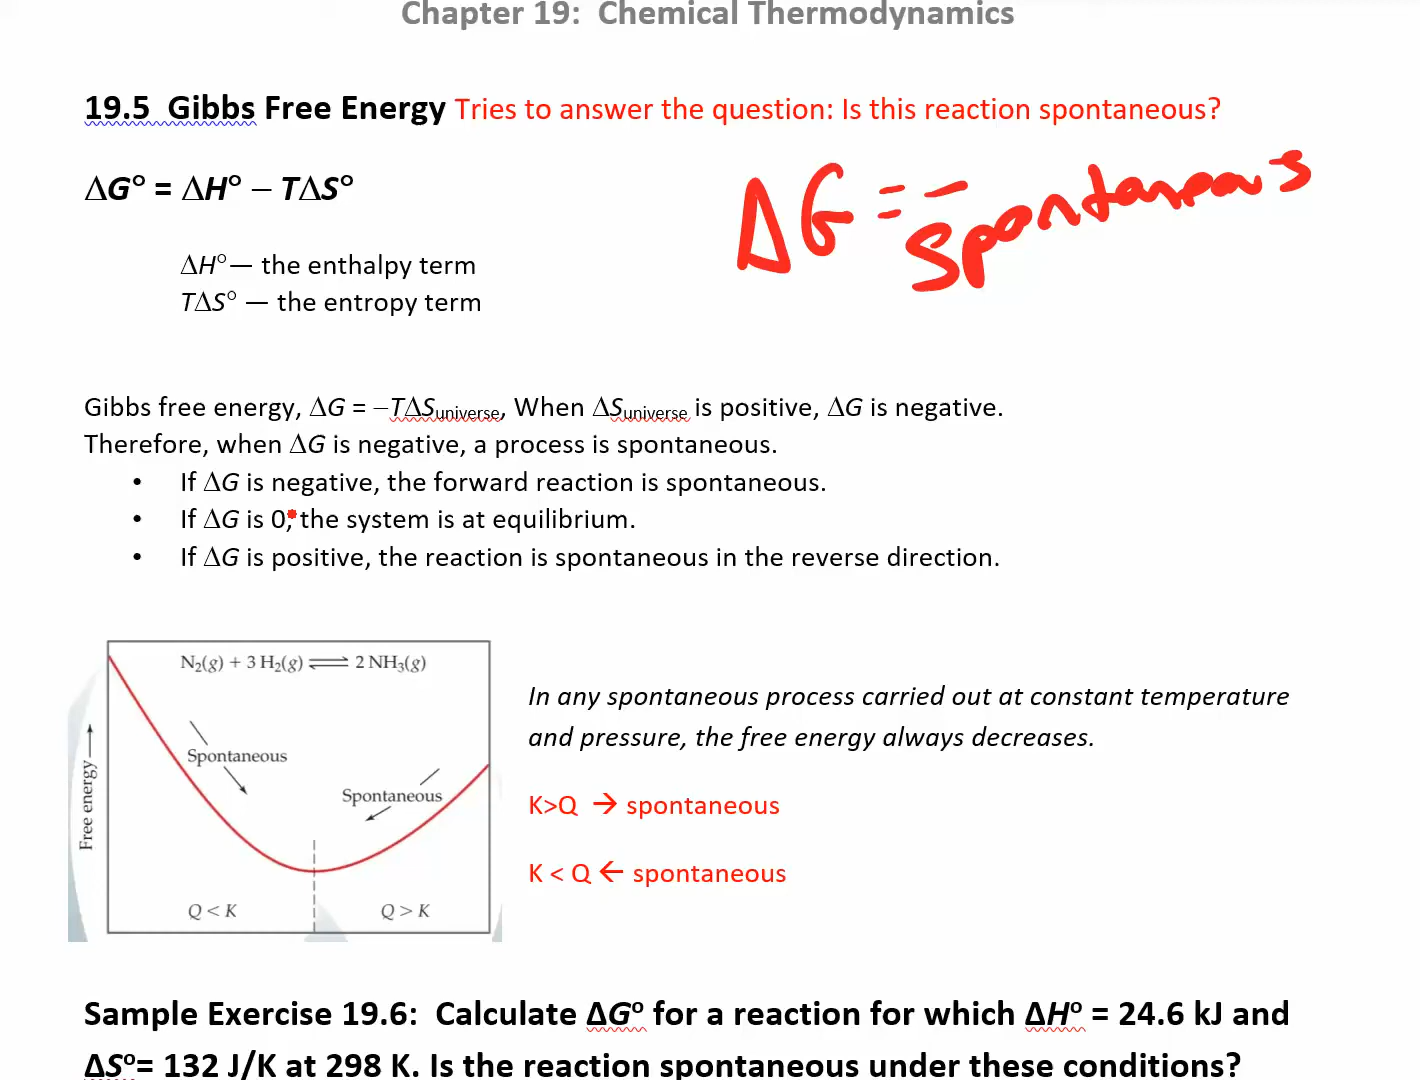 Chapter 19:  Chemical Thermodynamics
19.5  Gibbs Free Energy Tries to answer the question: Is this reaction spontaneous?
ΔG° = ΔH° – TΔS°
ΔG = – spontaneous
ΔH°— the enthalpy term
TΔS° — the entropy term
Gibbs free energy, ΔG = –TΔSuniverse, When ΔSuniverse is positive, ΔG is negative.
Therefore, when ΔG is negative, a process is spontaneous.
• If ΔG is negative, the forward reaction is spontaneous.
• If ΔG is 0, the system is at equilibrium.
• If ΔG is positive, the reaction is spontaneous in the reverse direction.
N₂(g) + 3 H₂(g) ⇌ 2 NH₃(g)
Spontaneous
Spontaneous
Free energy →
Q < K
Q > K
In any spontaneous process carried out at constant temperature
and pressure, the free energy always decreases.
K>Q → spontaneous
K < Q ← spontaneous
Sample Exercise 19.6:  Calculate ΔG° for a reaction for which ΔH° = 24.6 kJ and
ΔS°= 132 J/K at 298 K. Is the reaction spontaneous under these conditions?